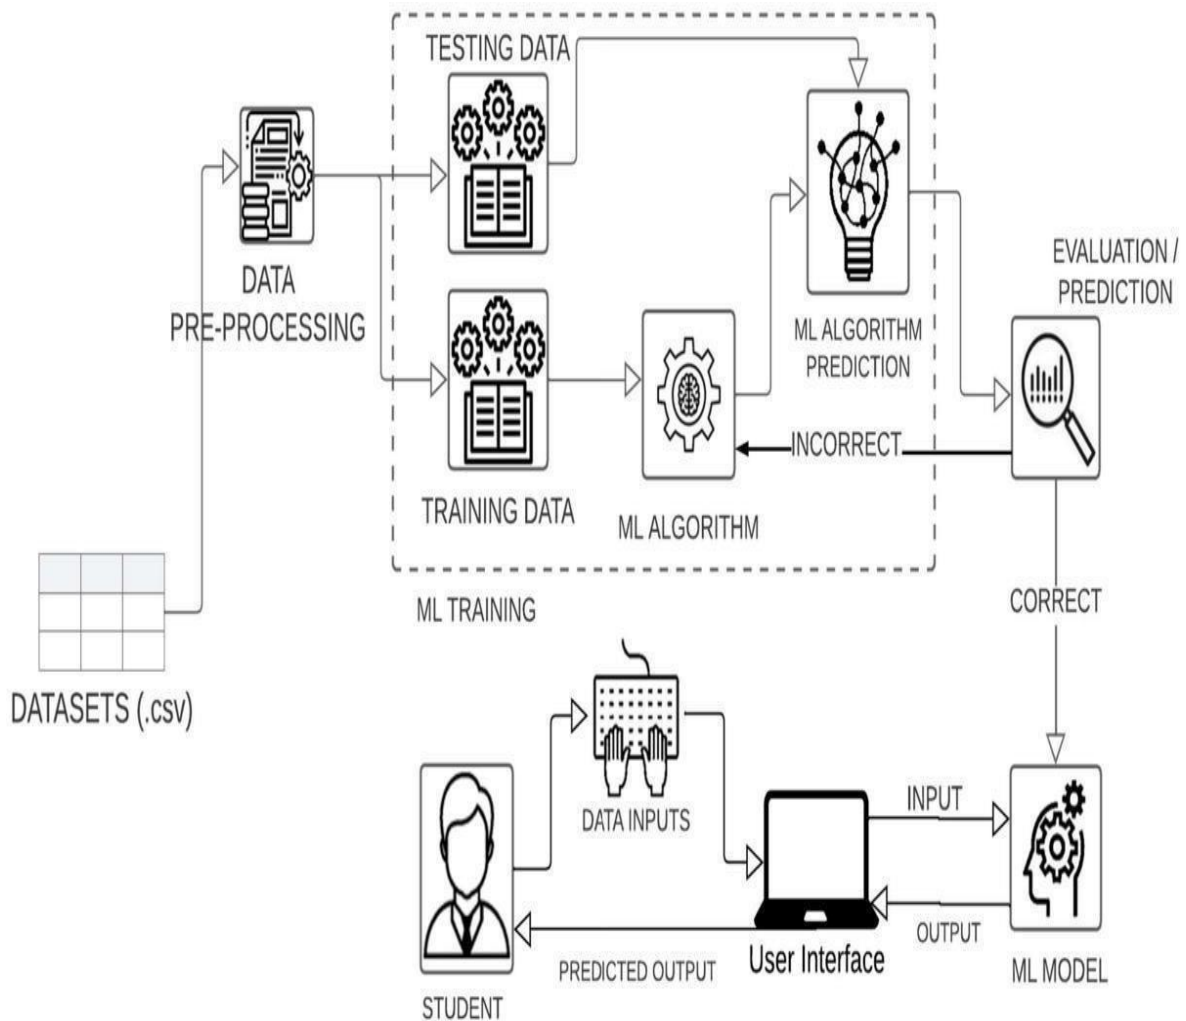 TESTING DATA
DATA
PRE-PROCESSING
EVALUATION /
PREDICTION
ML ALGORITHM
PREDICTION
INCORRECT
TRAINING DATA
ML ALGORITHM
ML TRAINING
CORRECT
DATASETS (.csv)
DATA INPUTS
INPUT
OUTPUT
User Interface
PREDICTED OUTPUT
ML MODEL
STUDENT